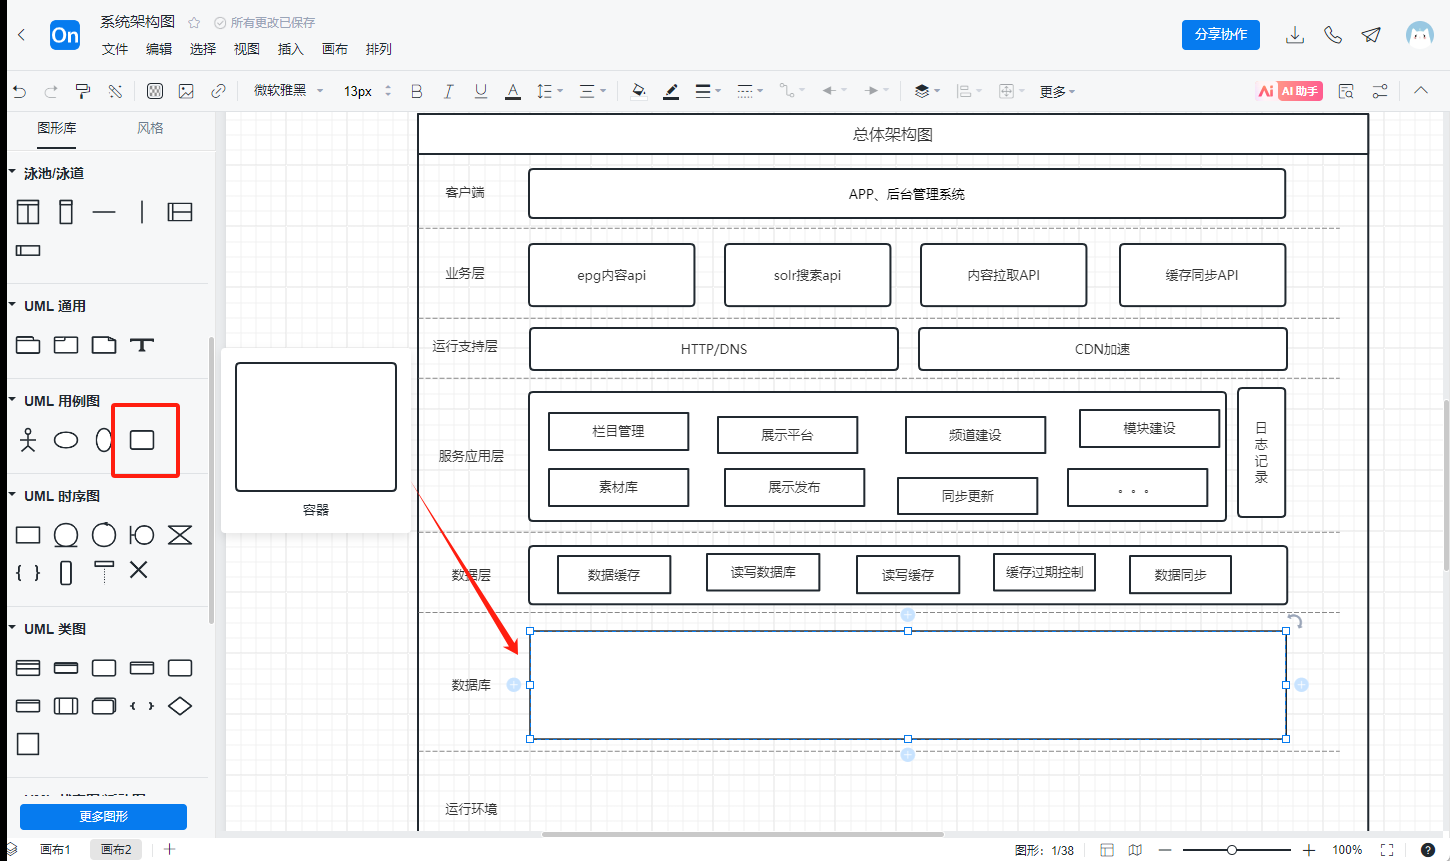 On
系统架构图
所有更改已保存
文件 编辑 选择 视图 插入 画布 排列
分享协作
微软雅黑
13px
B I U A
更多
Ai AI 助手
图形库 风格
泳池/泳道
UML 通用
UML 用例图
UML 时序图
UML 类图
更多图形
容器
总体架构图
客户端
APP、后台管理系统
业务层
epg内容api
solr搜索api
内容拉取API
缓存同步API
运行支持层
HTTP/DNS
CDN加速
服务应用层
栏目管理
展示平台
频道建设
模块建设
素材库
展示发布
同步更新
。。。
日志记录
数据层
数据缓存
读写数据库
读写缓存
缓存过期控制
数据同步
数据库
运行环境
画布1 画布2
图形：1/38
100%